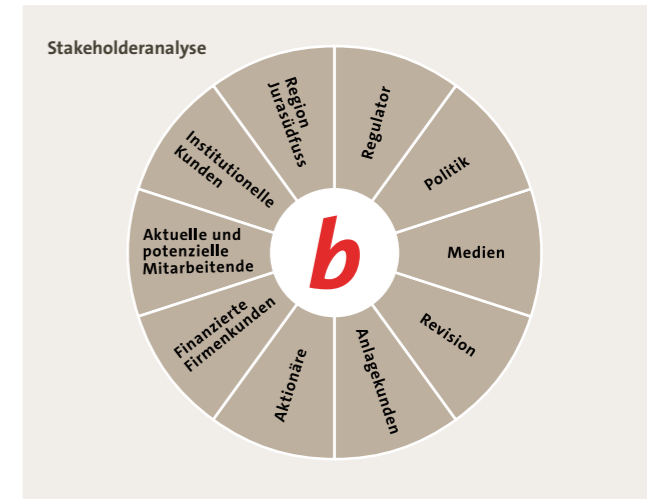 Stakeholderanalyse
Regulator
Politik
Medien
Revision
Anlagekunden
Aktionäre
Finanzierte
Firmenkunden
Aktuelle und
potenzielle
Mitarbeitende
Institutionelle
Kunden
Region
Jurasüdfuss
b